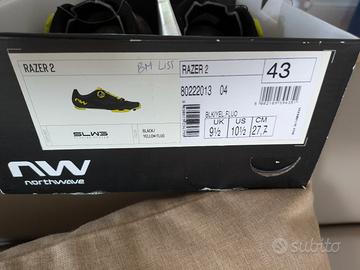 RAZER 2
BM LISS
RAZER 2
43
80222013 04
BLK/YEL FLUO
UK US CM
9½ 10½ 27,7
SLW3
BLACK/
YELLOW FLUO
NW
northwave
subito